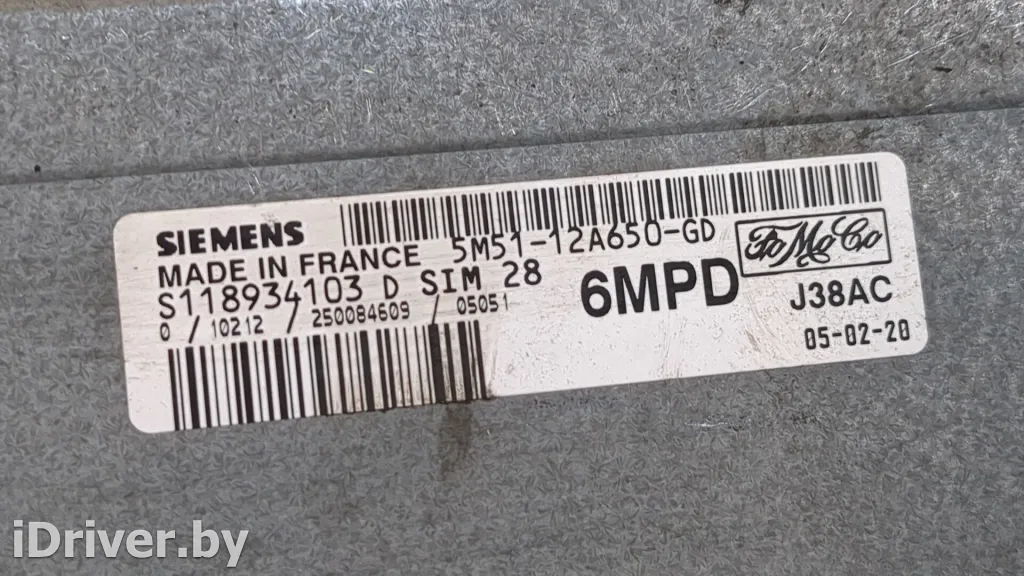 SIEMENS
MADE IN FRANCE 5M51-12A650-GD
S118934103 D SIM 28
0 / 10212 / 250084609 / 05051
6MPD
FoMoCo
J38AC
05-02-20
iDriver.by